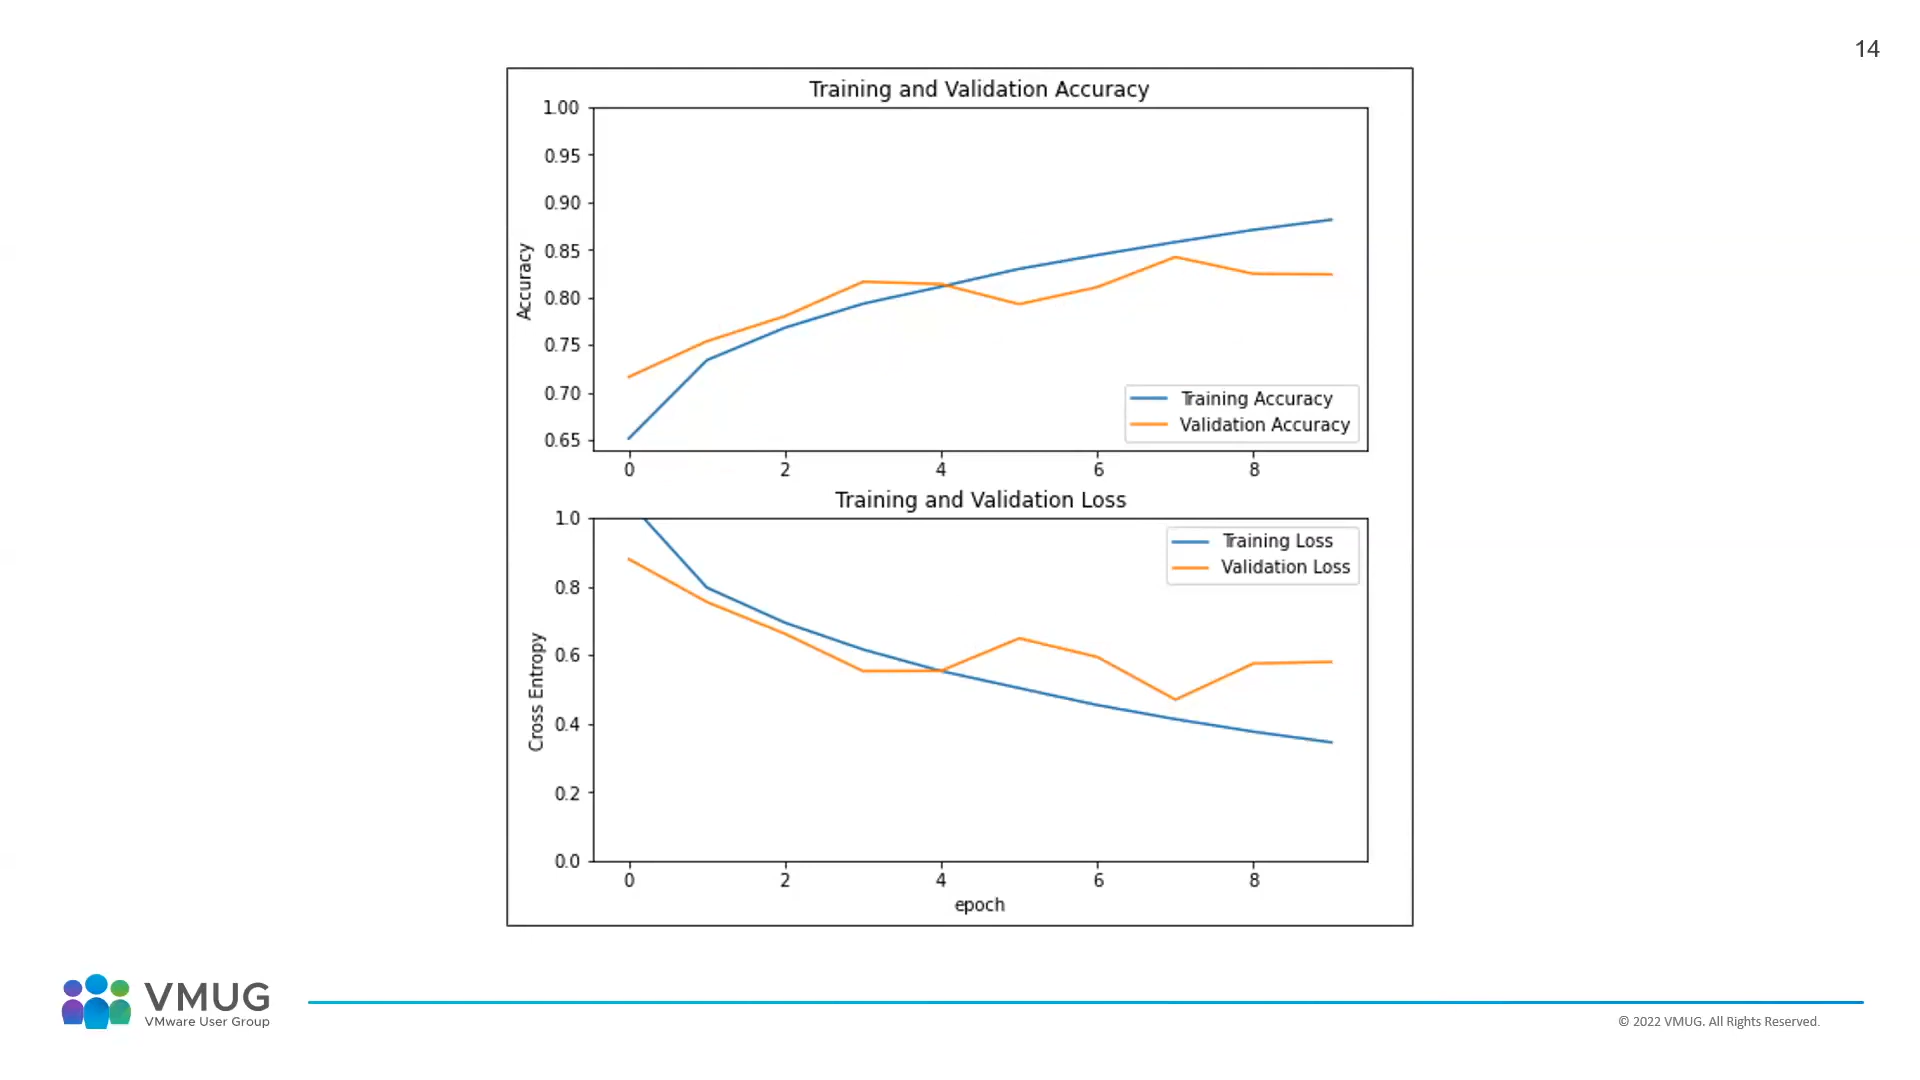 14
Training and Validation Accuracy
1.00
0.95
0.90
0.85
0.80
0.75
0.70
0.65
Accuracy
Training Accuracy
Validation Accuracy
0 2 4 6 8
Training and Validation Loss
1.0
0.8
0.6
0.4
0.2
0.0
Cross Entropy
Training Loss
Validation Loss
0 2 4 6 8
epoch
VMUG
VMware User Group
© 2022 VMUG. All Rights Reserved.